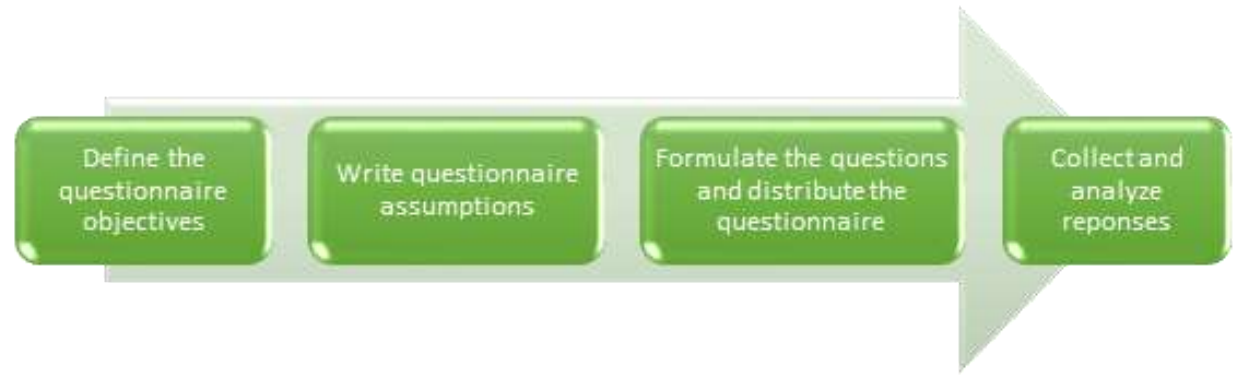 Define the
questionnaire
objectives
Write questionnaire
assumptions
Formulate the questions
and distribute the
questionnaire
Collect and
analyze
reponses